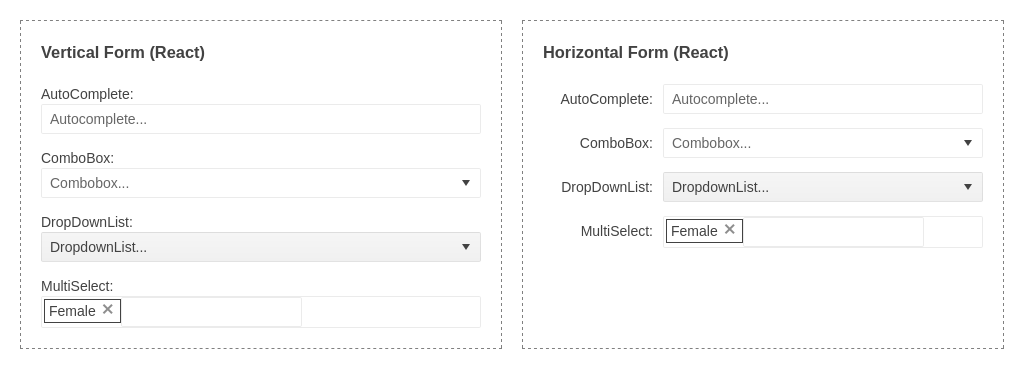 Vertical Form (React)
AutoComplete:
Autocomplete...
ComboBox:
Combobox...
DropDownList:
DropdownList...
MultiSelect:
Female ✕
Horizontal Form (React)
AutoComplete: Autocomplete...
ComboBox: Combobox...
DropDownList: DropdownList...
MultiSelect: Female ✕